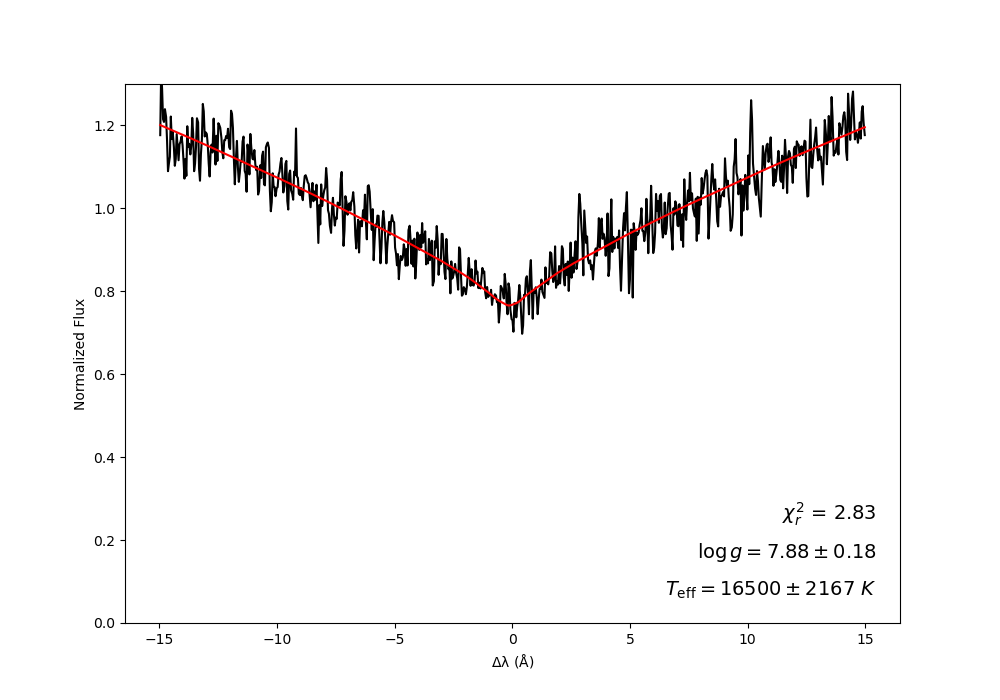 1.2
1.0
0.8
0.6
0.4
0.2
0.0
Normalized Flux
χ²ᵣ = 2.83
log g = 7.88 ± 0.18
T_eff = 16500 ± 2167 K
−15
−10
−5
0
5
10
15
Δλ (Å)